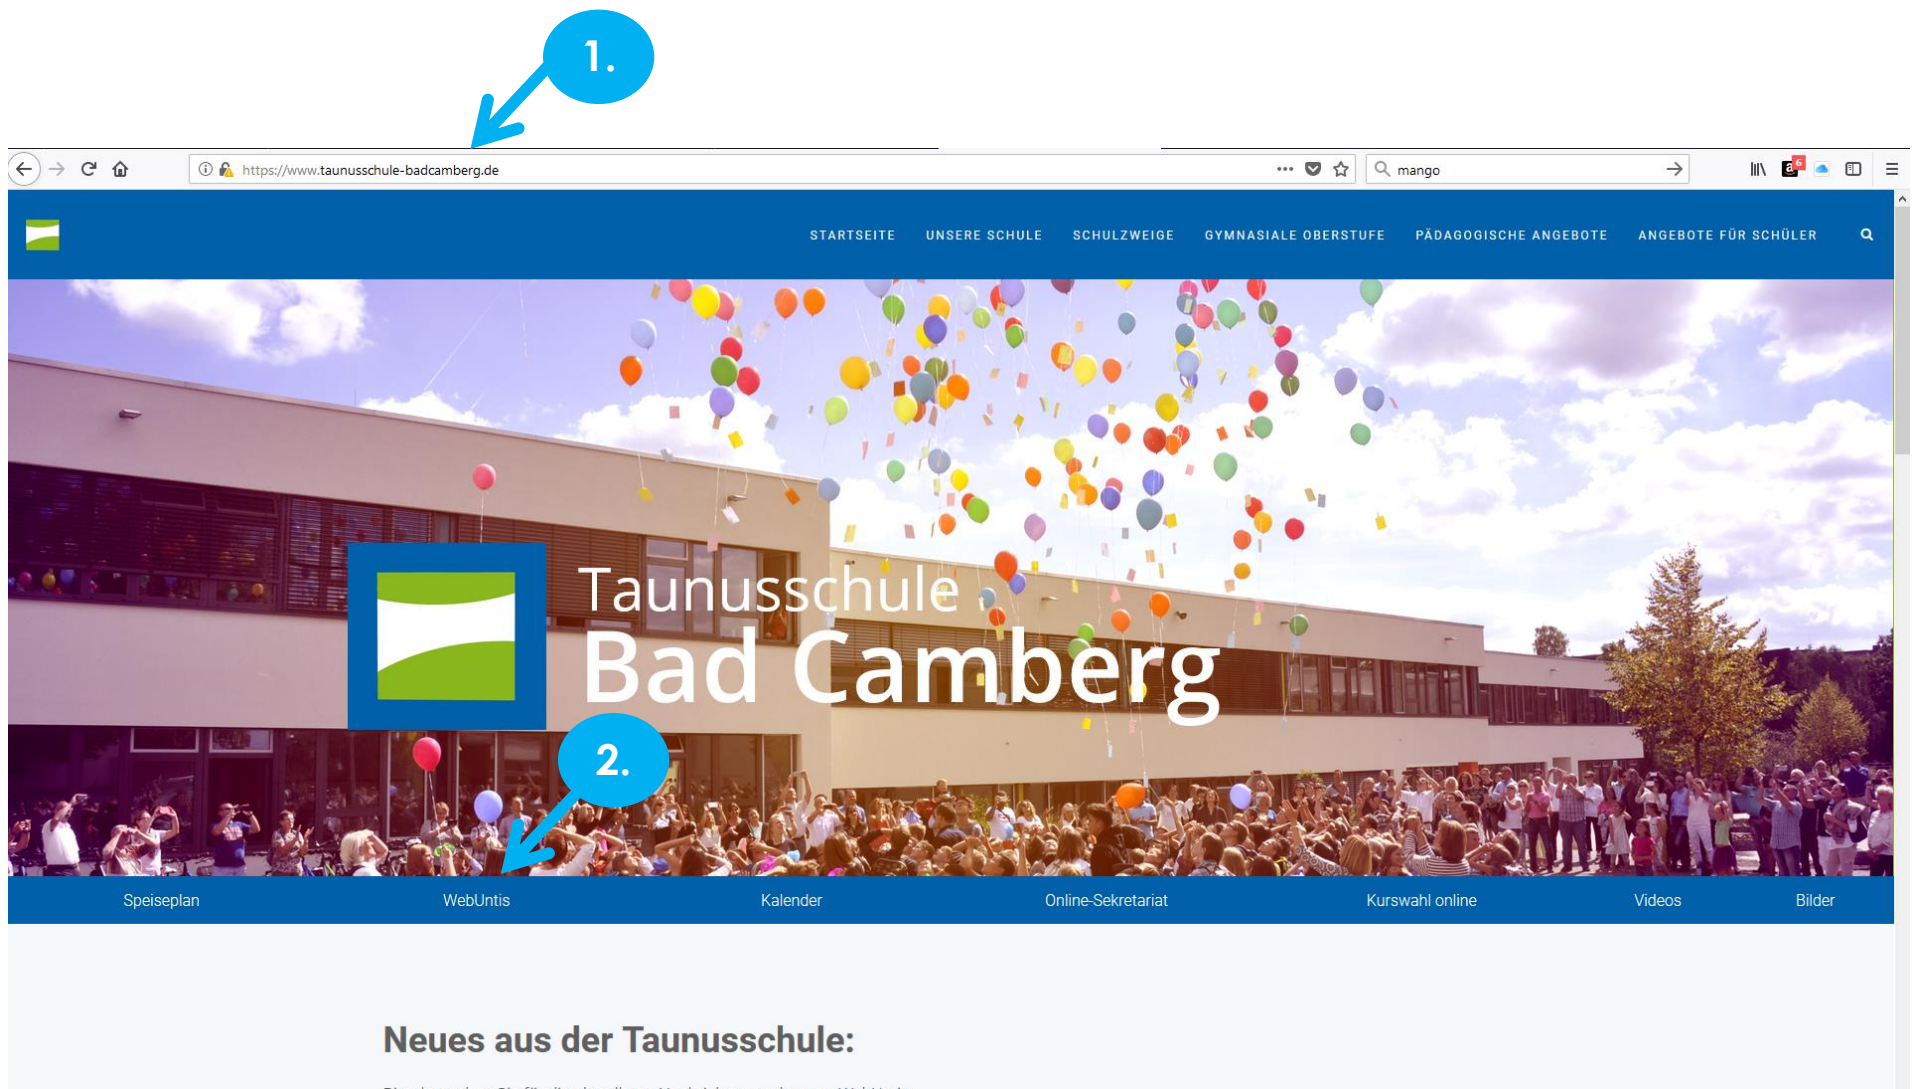 1.
https://www.taunusschule-badcamberg.de
mango
6
STARTSEITE UNSERE SCHULE SCHULZWEIGE GYMNASIALE OBERSTUFE PÄDAGOGISCHE ANGEBOTE ANGEBOTE FÜR SCHÜLER
Taunusschule
Bad Camberg
2.
Speiseplan WebUntis Kalender Online-Sekretariat Kurswahl online Videos Bilder
Neues aus der Taunusschule: